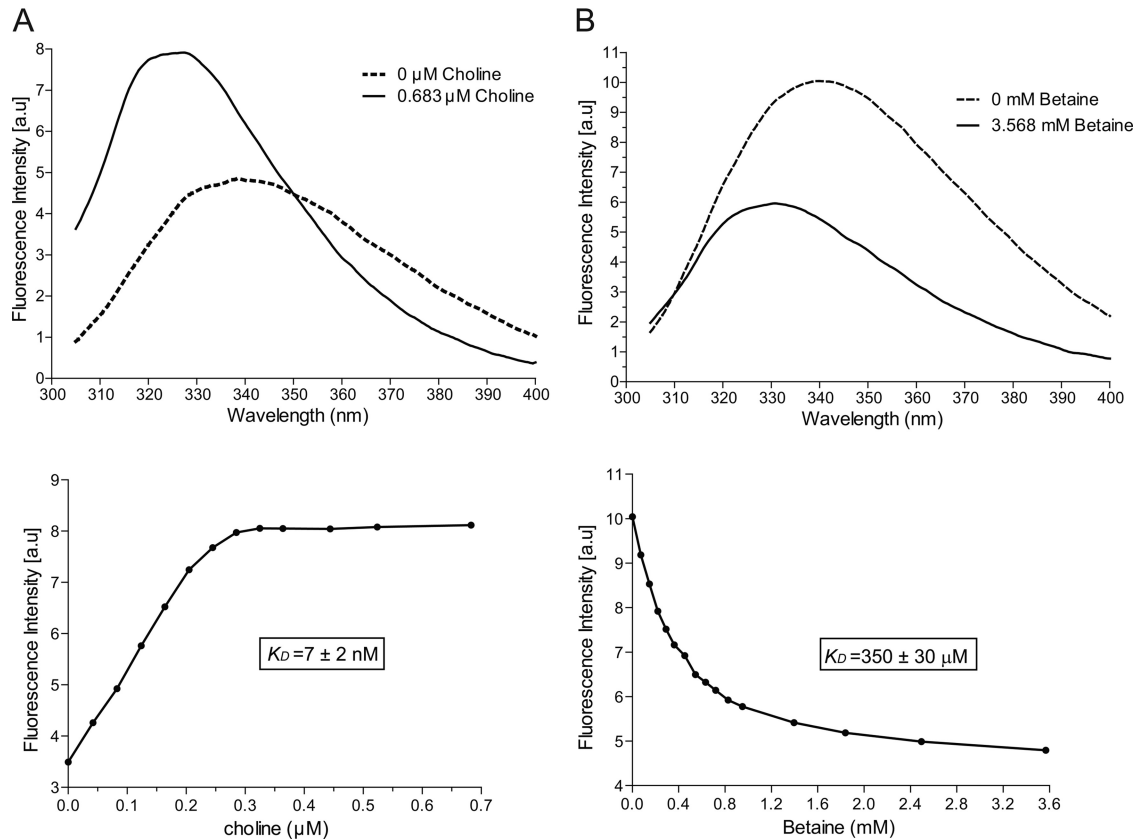 A
8
7
6
5
4
3
2
1
0
Fluorescence Intensity [a.u]
0 µM Choline
0.683 µM Choline
300 310 320 330 340 350 360 370 380 390 400
Wavelength (nm)
B
11
10
9
8
7
6
5
4
3
2
1
0
Fluorescence Intensity [a.u]
0 mM Betaine
3.568 mM Betaine
300 310 320 330 340 350 360 370 380 390 400
Wavelength (nm)
9
8
7
6
5
4
3
Fluorescence Intensity [a.u]
KD =7 ± 2 nM
0.0 0.1 0.2 0.3 0.4 0.5 0.6 0.7
choline (µM)
11
10
9
8
7
6
5
4
Fluorescence Intensity [a.u]
KD =350 ± 30 µM
0.0 0.4 0.8 1.2 1.6 2.0 2.4 2.8 3.2 3.6
Betaine (mM)